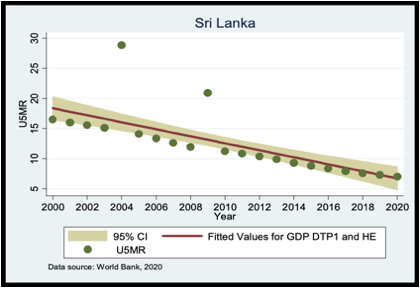 Sri Lanka
30
25
20
15
10
5
U5MR
2000 2002 2004 2006 2008 2010 2012 2014 2016 2018 2020
Year
95% CI Fitted Values for GDP DTP1 and HE
U5MR
Data source: World Bank, 2020